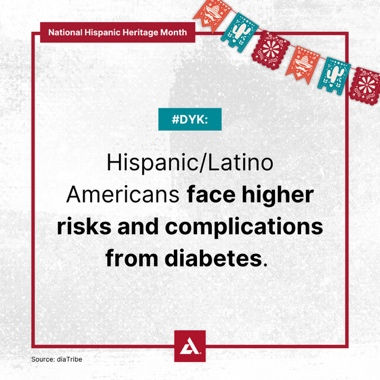 National Hispanic Heritage Month
#DYK:
Hispanic/Latino
Americans face higher
risks and complications
from diabetes.
Source: diaTribe